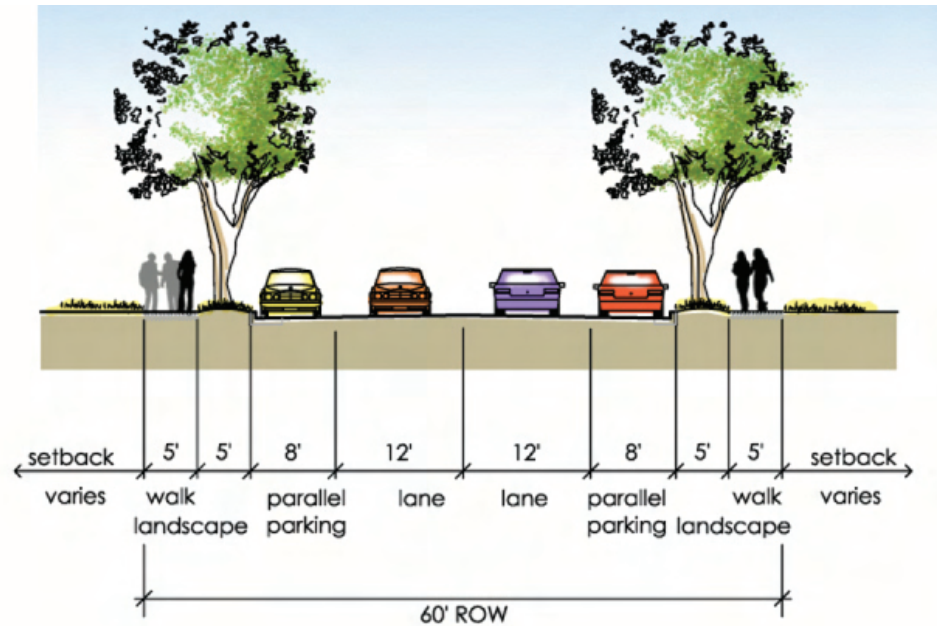 setback 5' 5' 8' 12' 12' 8' 5' 5' setback
varies walk parallel lane lane parallel walk varies
landscape parking parking landscape
60' ROW